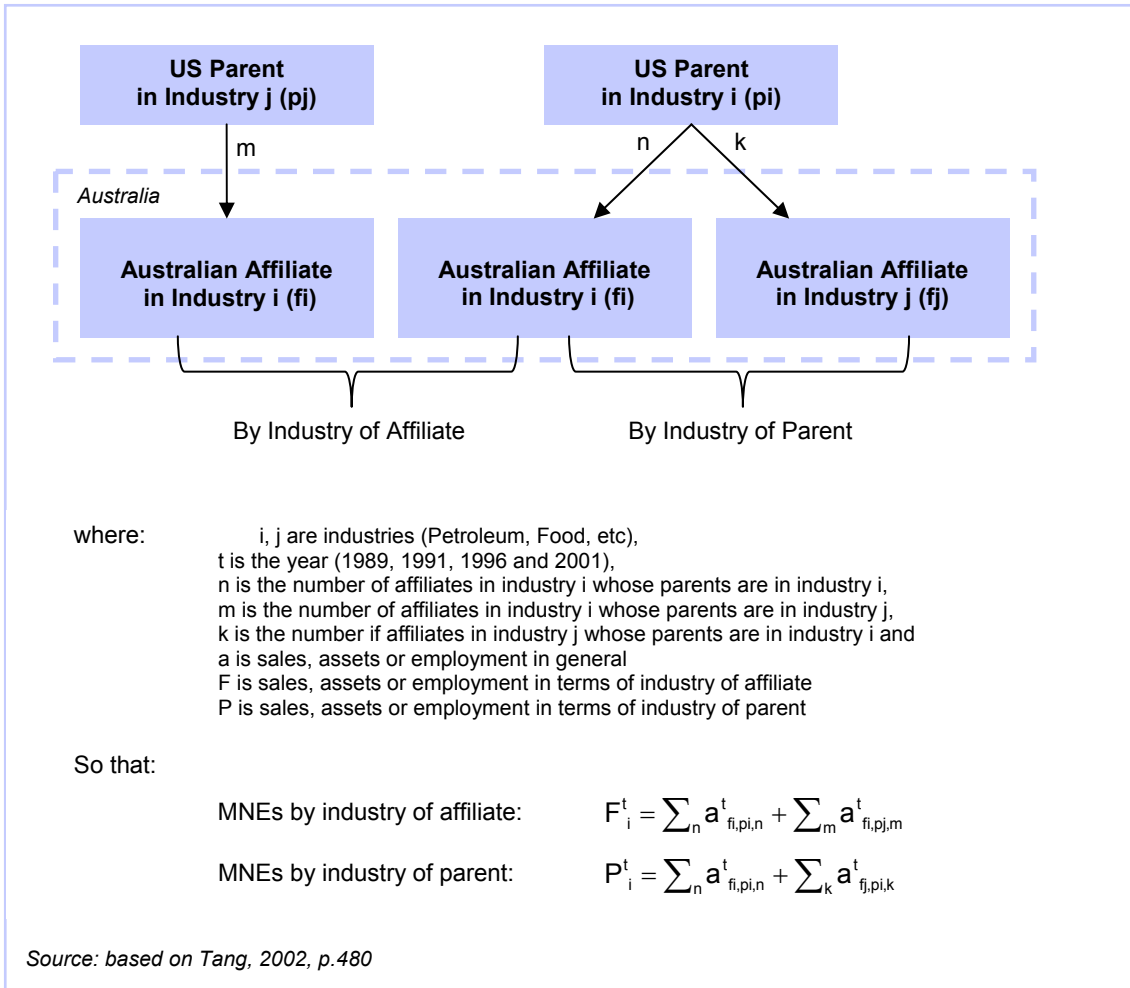 US Parent
in Industry j (pj)
US Parent
in Industry i (pi)
m
n
k
Australia
Australian Affiliate
in Industry i (fi)
Australian Affiliate
in Industry i (fi)
Australian Affiliate
in Industry j (fj)
By Industry of Affiliate
By Industry of Parent
where: i, j are industries (Petroleum, Food, etc),
t is the year (1989, 1991, 1996 and 2001),
n is the number of affiliates in industry i whose parents are in industry i,
m is the number of affiliates in industry i whose parents are in industry j,
k is the number if affiliates in industry j whose parents are in industry i and
a is sales, assets or employment in general
F is sales, assets or employment in terms of industry of affiliate
P is sales, assets or employment in terms of industry of parent
So that:
MNEs by industry of affiliate: F^t_i = ∑_n a^t_fi,pi,n + ∑_m a^t_fi,pj,m
MNEs by industry of parent: P^t_i = ∑_n a^t_fi,pi,n + ∑_k a^t_fj,pi,k
Source: based on Tang, 2002, p.480